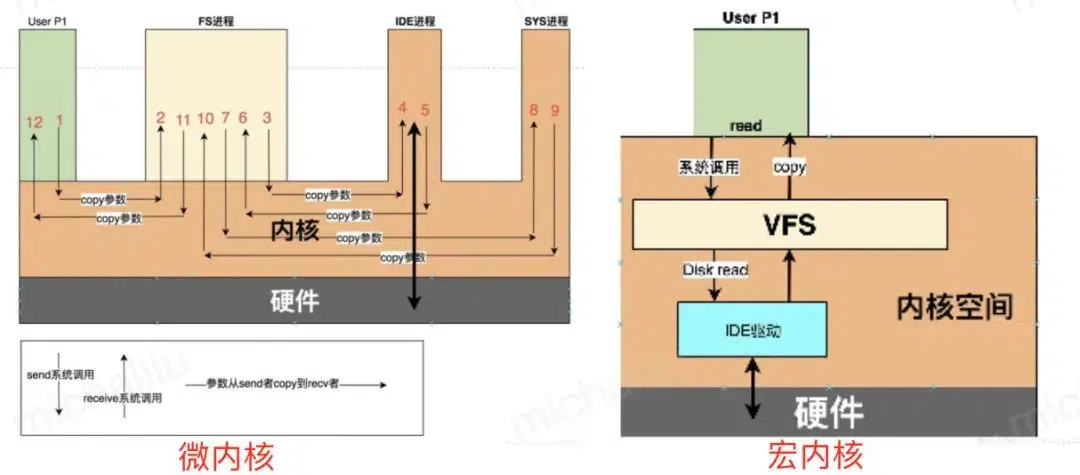 User P1
FS进程
IDE进程
SYS进程
12 1 2 11 10 7 6 3 4 5 8 9
copy参数
copy参数
copy参数
copy参数
copy参数
copy参数
内核
硬件
send系统调用
receive系统调用
参数从send者copy到recv者
微内核
User P1
read
系统调用
copy
VFS
Disk read
IDE驱动
内核空间
硬件
宏内核